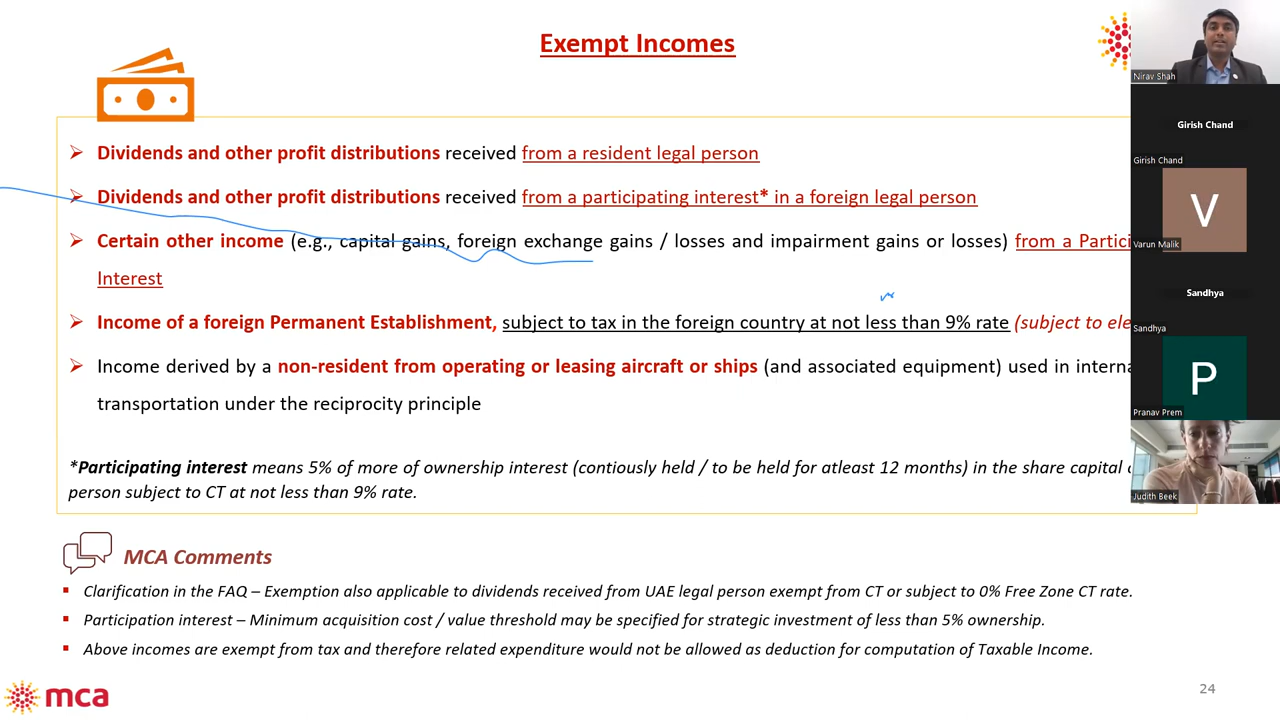 Exempt Incomes
Dividends and other profit distributions received from a resident legal person
Dividends and other profit distributions received from a participating interest* in a foreign legal person
Certain other income (e.g., capital gains, foreign exchange gains / losses and impairment gains or losses) from a Partici
Interest
Income of a foreign Permanent Establishment, subject to tax in the foreign country at not less than 9% rate (subject to ele
Income derived by a non-resident from operating or leasing aircraft or ships (and associated equipment) used in interna
transportation under the reciprocity principle
*Participating interest means 5% of more of ownership interest (contiously held / to be held for atleast 12 months) in the share capital
person subject to CT at not less than 9% rate.
MCA Comments
Clarification in the FAQ – Exemption also applicable to dividends received from UAE legal person exempt from CT or subject to 0% Free Zone CT rate.
Participation interest – Minimum acquisition cost / value threshold may be specified for strategic investment of less than 5% ownership.
Above incomes are exempt from tax and therefore related expenditure would not be allowed as deduction for computation of Taxable Income.
mca
24
Nirav Shah
Girish Chand
Girish Chand
V
Varun Malik
Sandhya
Sandhya
P
Pranav Prem
Judith Beek